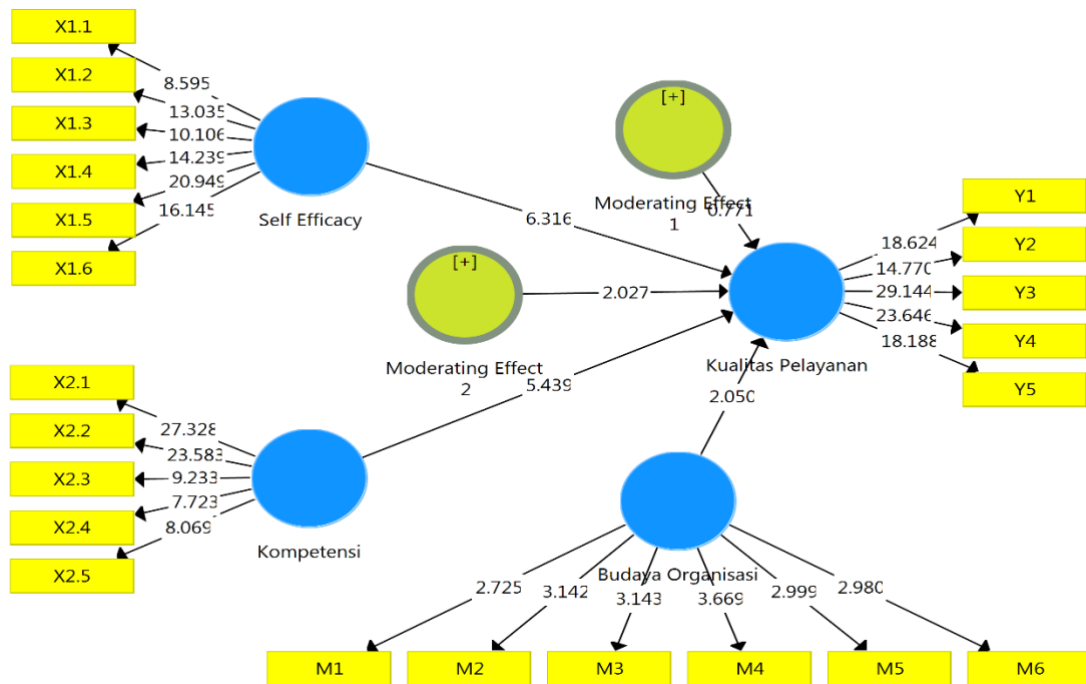 X1.1
X1.2
X1.3
X1.4
X1.5
X1.6
8.595
13.035
10.106
14.239
20.949
16.145
Self Efficacy
6.316
[+]
Moderating Effect
1
0.771
[+]
Moderating Effect
2
2.027
Kualitas Pelayanan
18.624
14.770
29.144
23.646
18.188
Y1
Y2
Y3
Y4
Y5
X2.1
X2.2
X2.3
X2.4
X2.5
27.328
23.583
9.233
7.723
8.069
Kompetensi
5.439
2.050
Budaya Organisasi
2.725
3.142
3.143
3.669
2.999
2.980
M1
M2
M3
M4
M5
M6